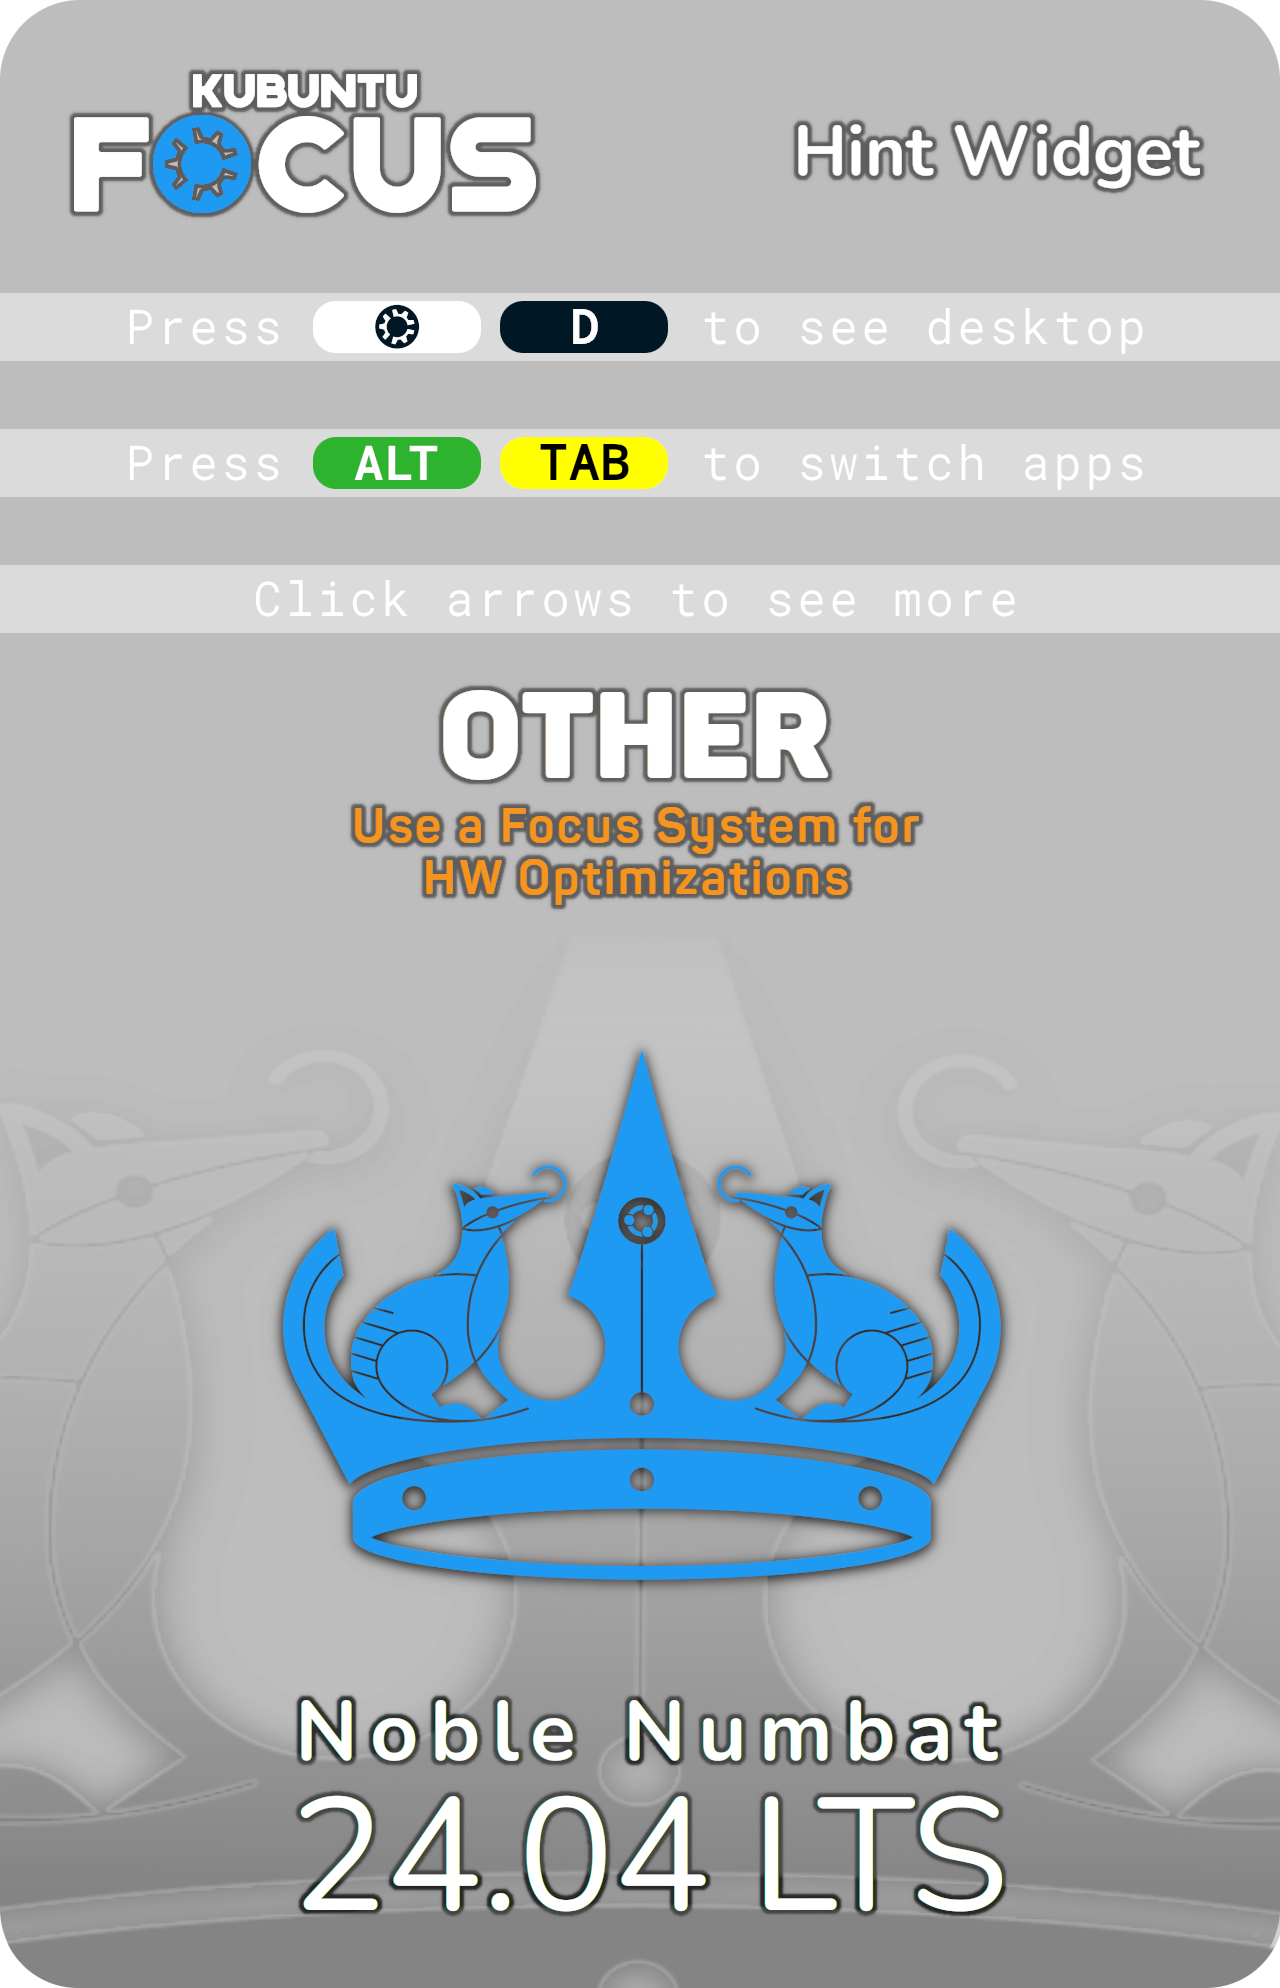 KUBUNTU
FOCUS
Hint Widget
Press D to see desktop
Press ALT TAB to switch apps
Click arrows to see more
OTHER
Use a Focus System for
HW Optimizations
Noble Numbat
24.04 LTS